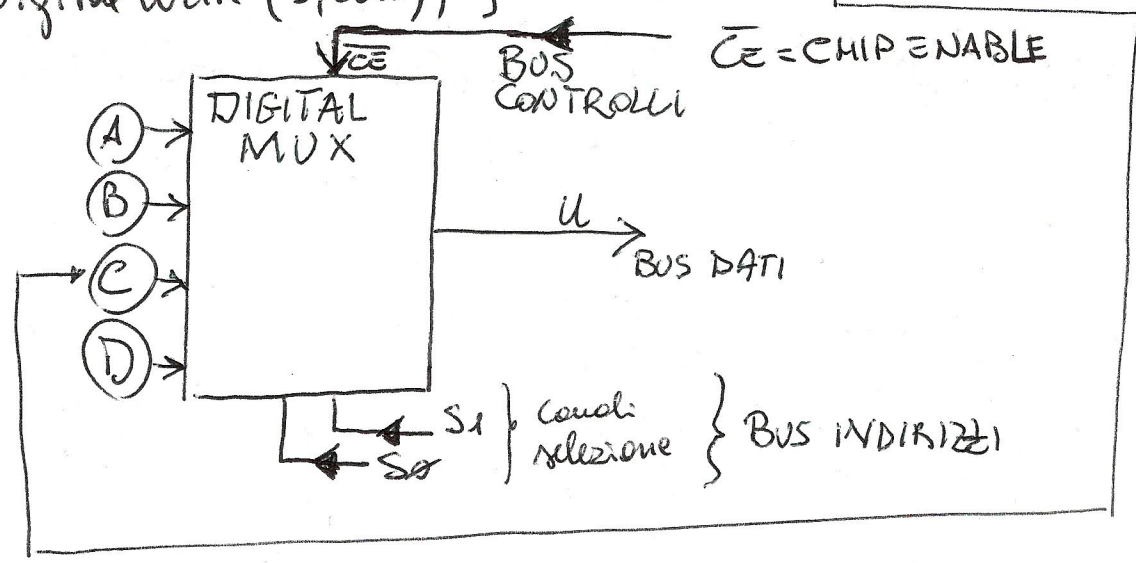 C̅E̅ = CHIP ENABLE
C̅E̅
BUS
CONTROLLI
DIGITAL
MUX
A
B
C
D
U
BUS DATI
S1
S0
Canali
selezione
BUS INDIRIZZI